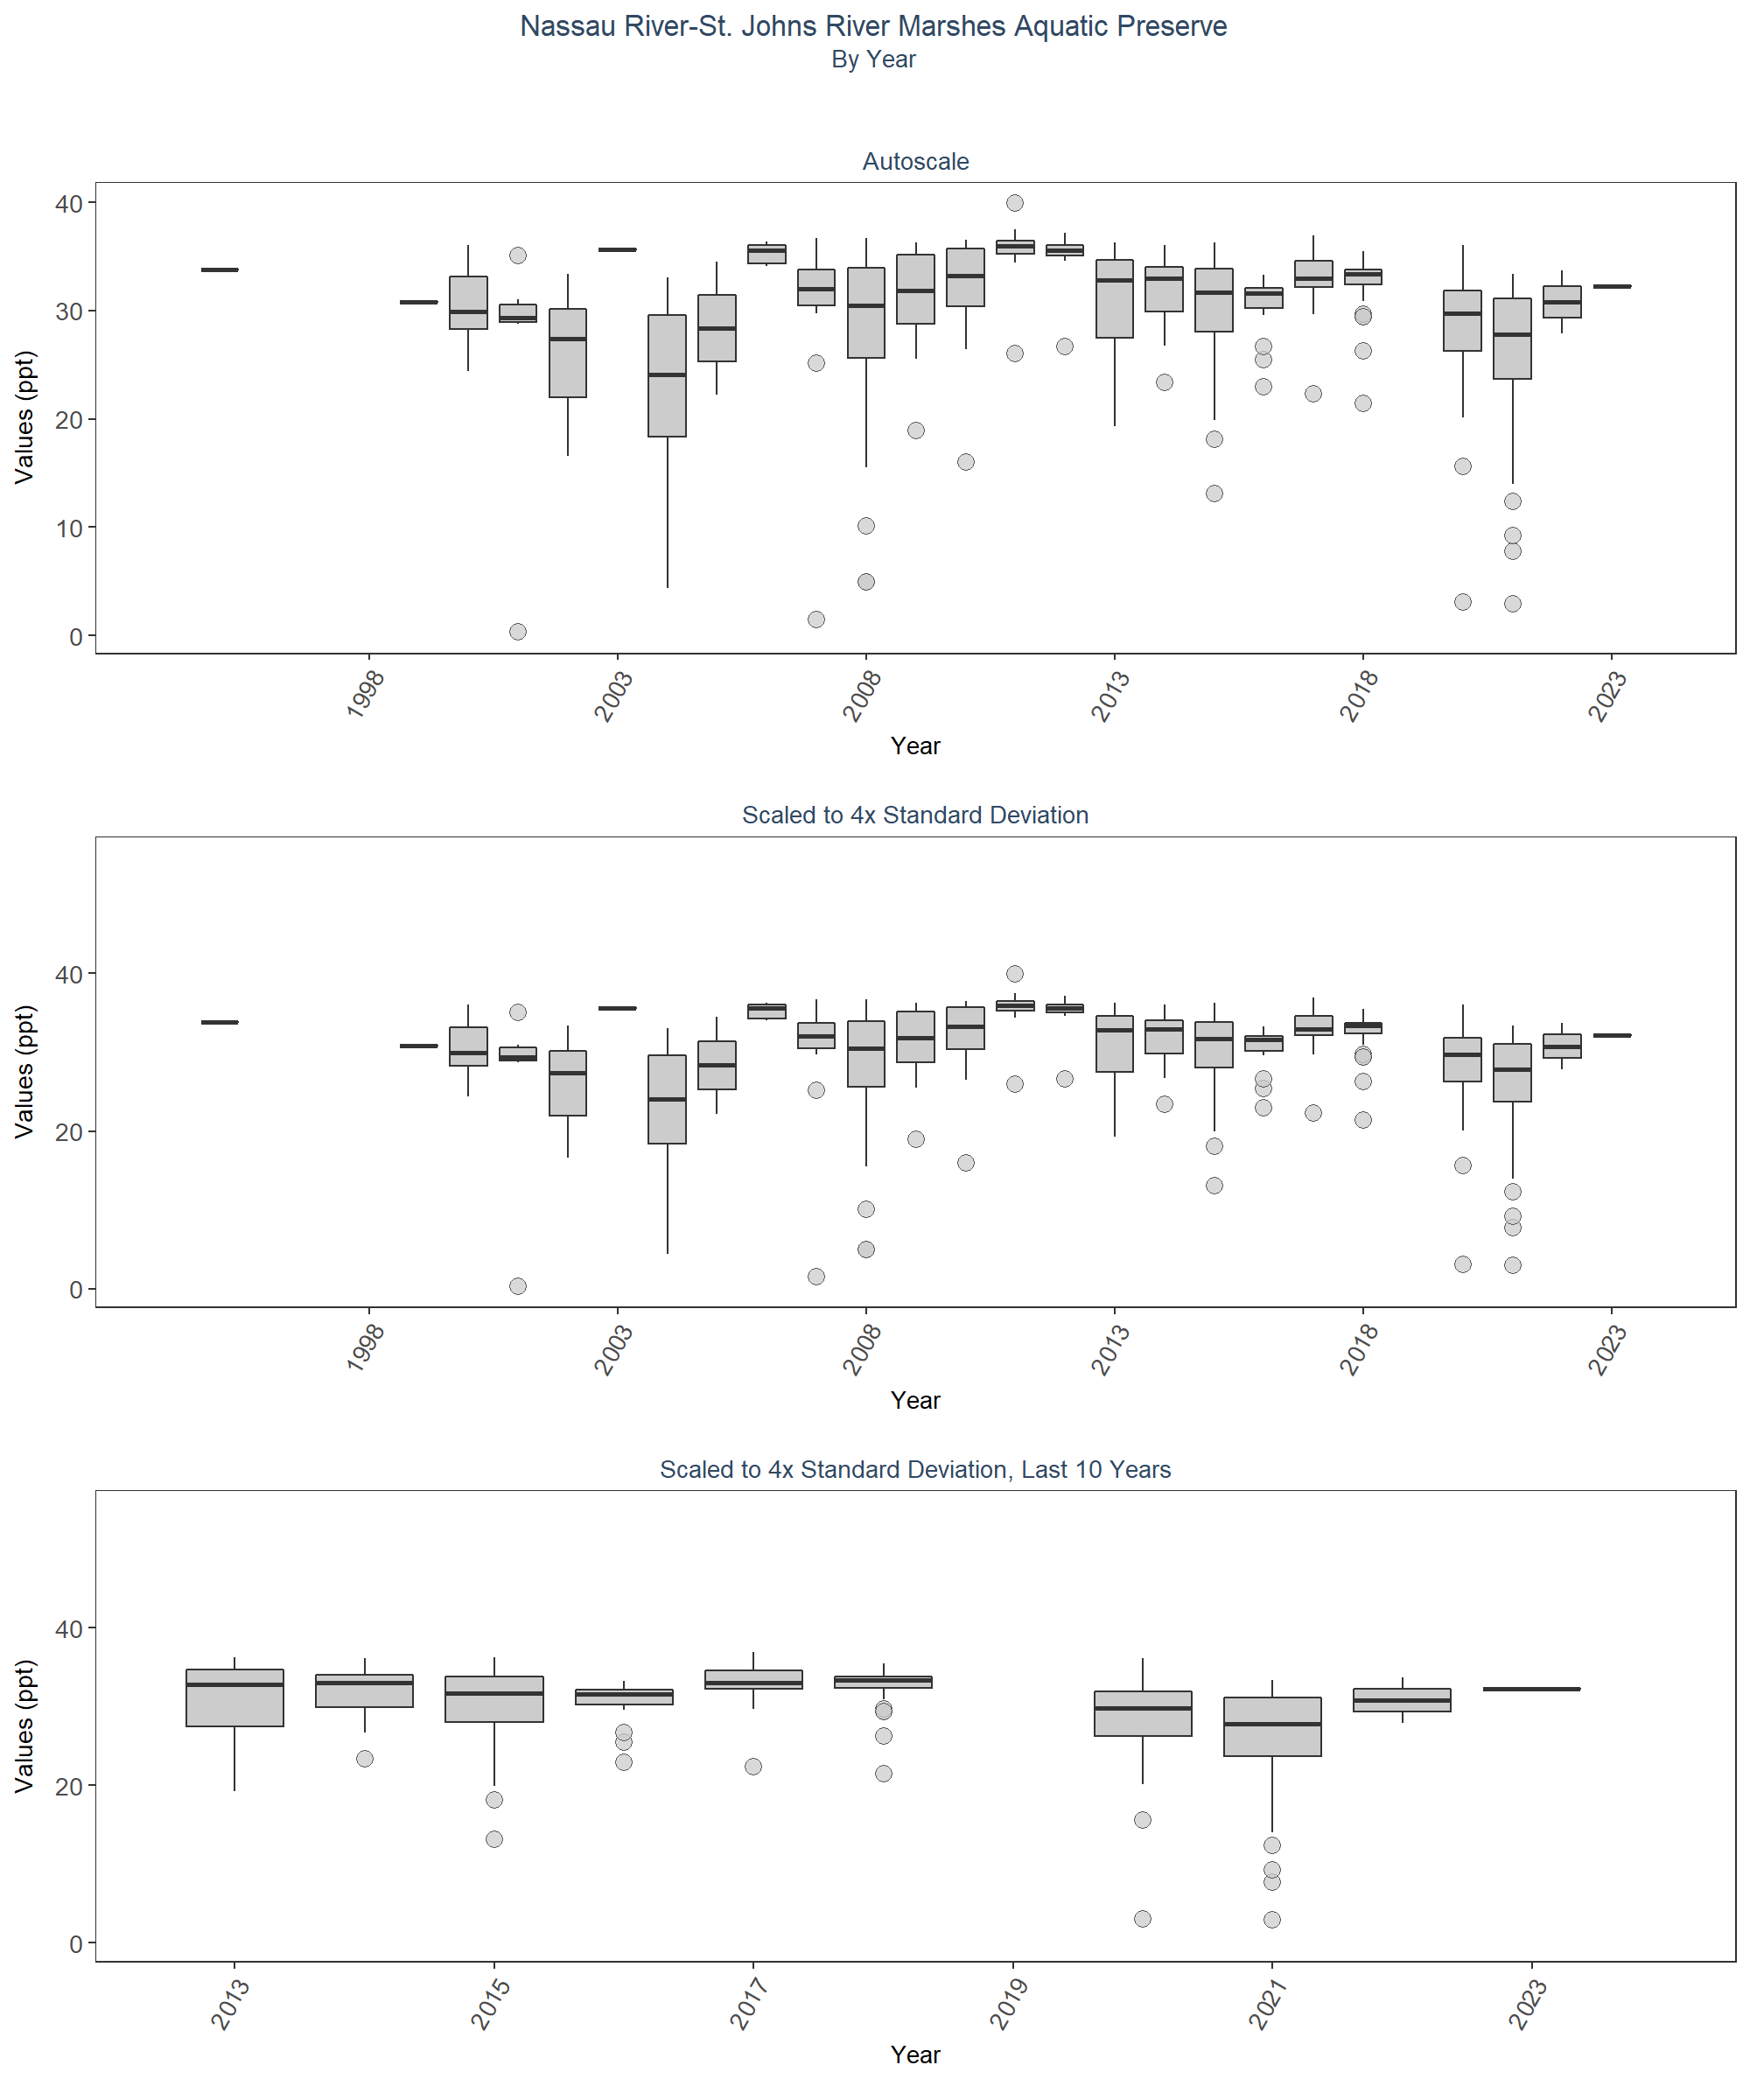 Nassau River-St. Johns River Marshes Aquatic Preserve
By Year
Autoscale
Values (ppt)
40
30
20
10
0
1998
2003
2008
2013
2018
2023
Year
Scaled to 4x Standard Deviation
Values (ppt)
40
20
0
1998
2003
2008
2013
2018
2023
Year
Scaled to 4x Standard Deviation, Last 10 Years
Values (ppt)
40
20
0
2013
2015
2017
2019
2021
2023
Year